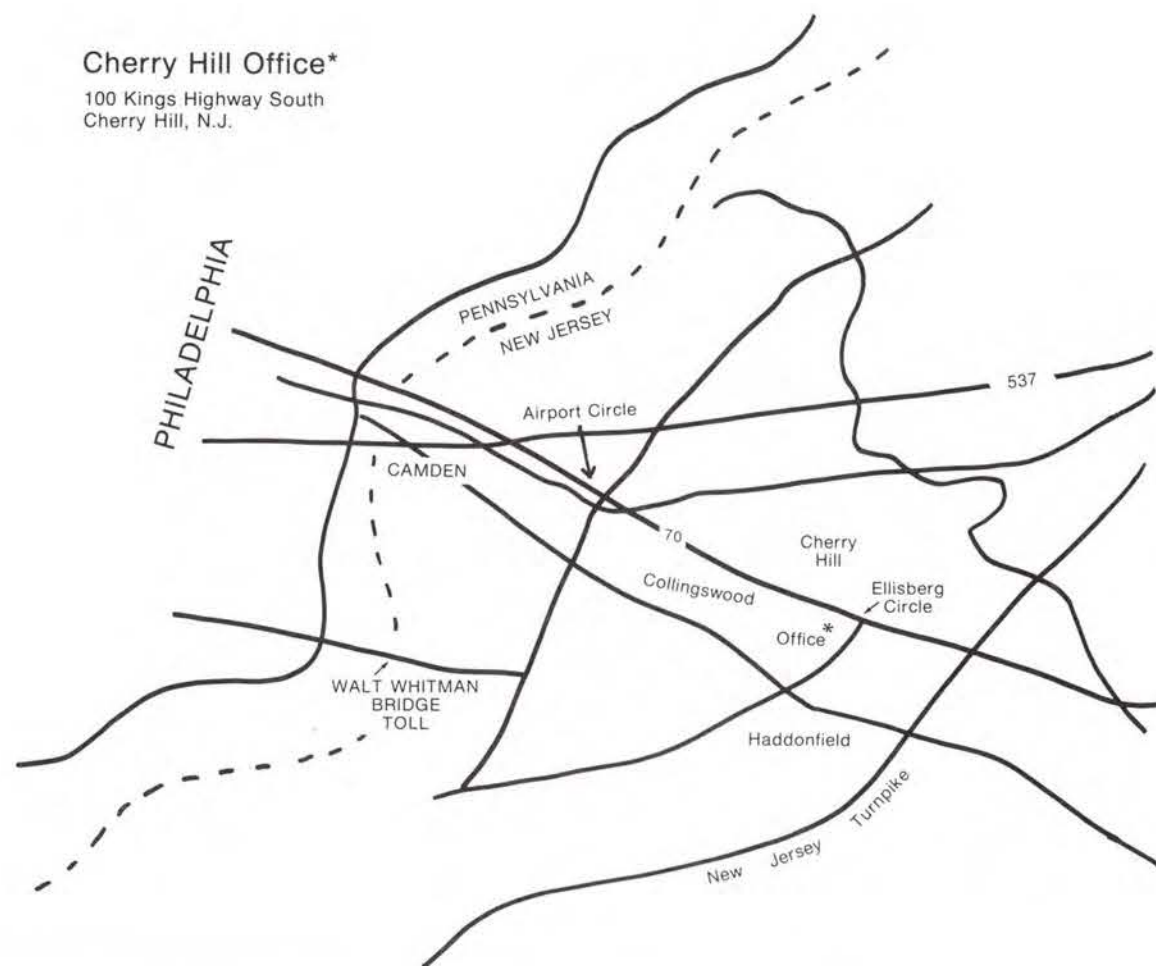 Cherry Hill Office*
100 Kings Highway South
Cherry Hill, N.J.
PHILADELPHIA
PENNSYLVANIA
NEW JERSEY
537
Airport Circle
CAMDEN
70
Cherry
Hill
Collingswood
Ellisberg
Circle
Office*
WALT WHITMAN
BRIDGE
TOLL
Haddonfield
New Jersey Turnpike